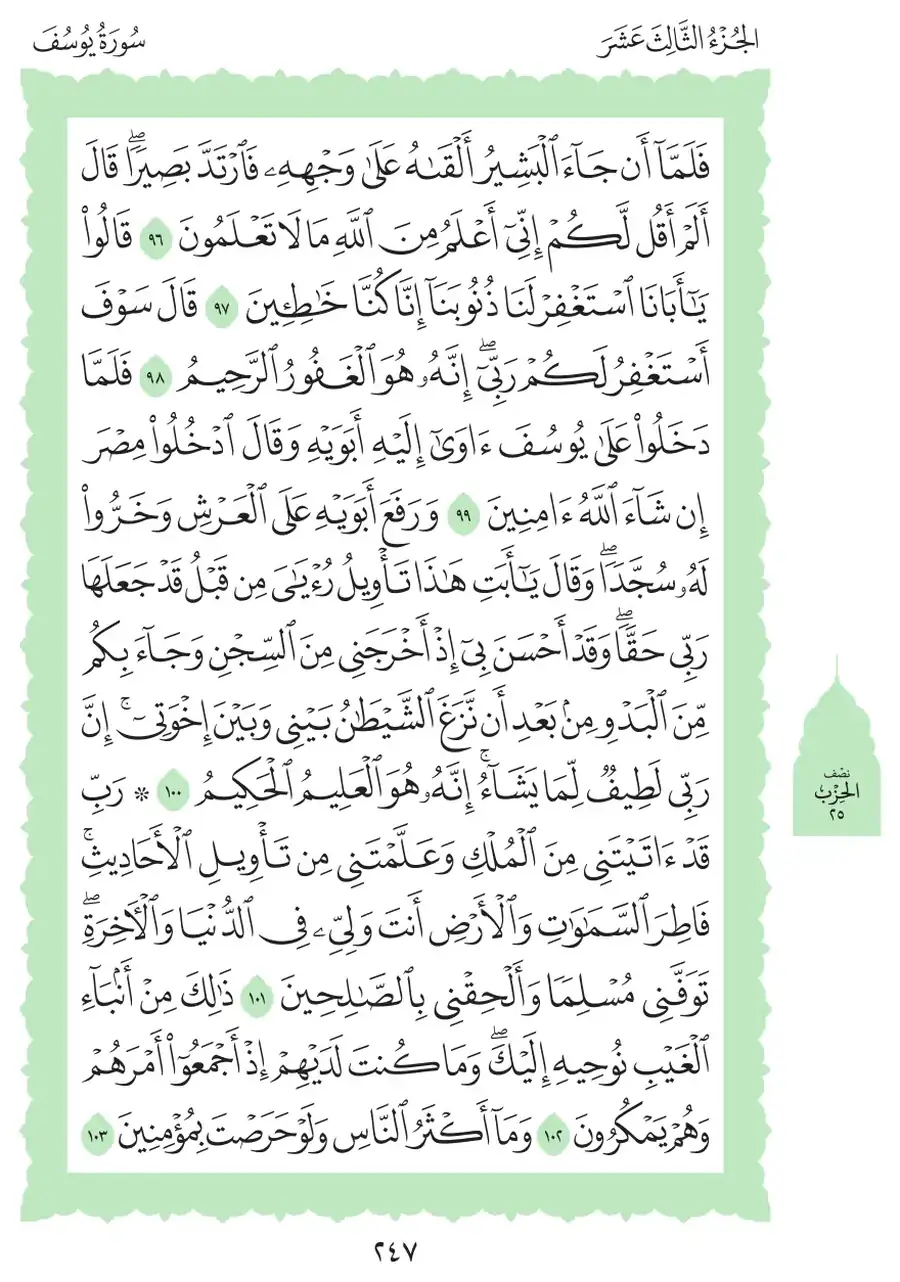 الجُزْءُ الثَّالِثَ عَشَرَ
سُورَةُ يُوسُفَ
فَلَمَّآ أَن جَآءَ ٱلْبَشِيرُ أَلْقَىٰهُ عَلَىٰ وَجْهِهِۦ فَٱرْتَدَّ بَصِيرًاۖ قَالَ
أَلَمْ أَقُل لَّكُمْ إِنِّىٓ أَعْلَمُ مِنَ ٱللَّهِ مَا لَا تَعْلَمُونَ ٩٦ قَالُوا۟
يَـٰٓأَبَانَا ٱسْتَغْفِرْ لَنَا ذُنُوبَنَآ إِنَّا كُنَّا خَـٰطِـِٔينَ ٩٧ قَالَ سَوْفَ
أَسْتَغْفِرُ لَكُمْ رَبِّىٓۖ إِنَّهُۥ هُوَ ٱلْغَفُورُ ٱلرَّحِيمُ ٩٨ فَلَمَّا
دَخَلُوا۟ عَلَىٰ يُوسُفَ ءَاوَىٰٓ إِلَيْهِ أَبَوَيْهِ وَقَالَ ٱدْخُلُوا۟ مِصْرَ
إِن شَآءَ ٱللَّهُ ءَامِنِينَ ٩٩ وَرَفَعَ أَبَوَيْهِ عَلَى ٱلْعَرْشِ وَخَرُّوا۟
لَهُۥ سُجَّدًاۖ وَقَالَ يَـٰٓأَبَتِ هَـٰذَا تَأْوِيلُ رُءْيَـٰىَ مِن قَبْلُ قَدْ جَعَلَهَا
رَبِّى حَقًّاۖ وَقَدْ أَحْسَنَ بِىٓ إِذْ أَخْرَجَنِى مِنَ ٱلسِّجْنِ وَجَآءَ بِكُم
مِّنَ ٱلْبَدْوِ مِنۢ بَعْدِ أَن نَّزَغَ ٱلشَّيْطَـٰنُ بَيْنِى وَبَيْنَ إِخْوَتِىٓۚ إِنَّ
رَبِّى لَطِيفٌ لِّمَا يَشَآءُۚ إِنَّهُۥ هُوَ ٱلْعَلِيمُ ٱلْحَكِيمُ ١٠٠ ۞ رَبِّ
قَدْ ءَاتَيْتَنِى مِنَ ٱلْمُلْكِ وَعَلَّمْتَنِى مِن تَأْوِيلِ ٱلْأَحَادِيثِۚ
فَاطِرَ ٱلسَّمَـٰوَٰتِ وَٱلْأَرْضِ أَنتَ وَلِىِّۦ فِى ٱلدُّنْيَا وَٱلْـَٔاخِرَةِۖ
تَوَفَّنِى مُسْلِمًا وَأَلْحِقْنِى بِٱلصَّـٰلِحِينَ ١٠١ ذَٰلِكَ مِنْ أَنۢبَآءِ
ٱلْغَيْبِ نُوحِيهِ إِلَيْكَۖ وَمَا كُنتَ لَدَيْهِمْ إِذْ أَجْمَعُوٓا۟ أَمْرَهُمْ
وَهُمْ يَمْكُرُونَ ١٠٢ وَمَآ أَكْثَرُ ٱلنَّاسِ وَلَوْ حَرَصْتَ بِمُؤْمِنِينَ ١٠٣
نصْف
الحِزْب
٢٥
٢٤٧